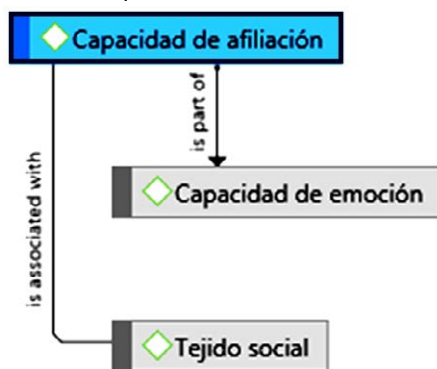 Capacidad de afiliación
is part of
Capacidad de emoción
is associated with
Tejido social